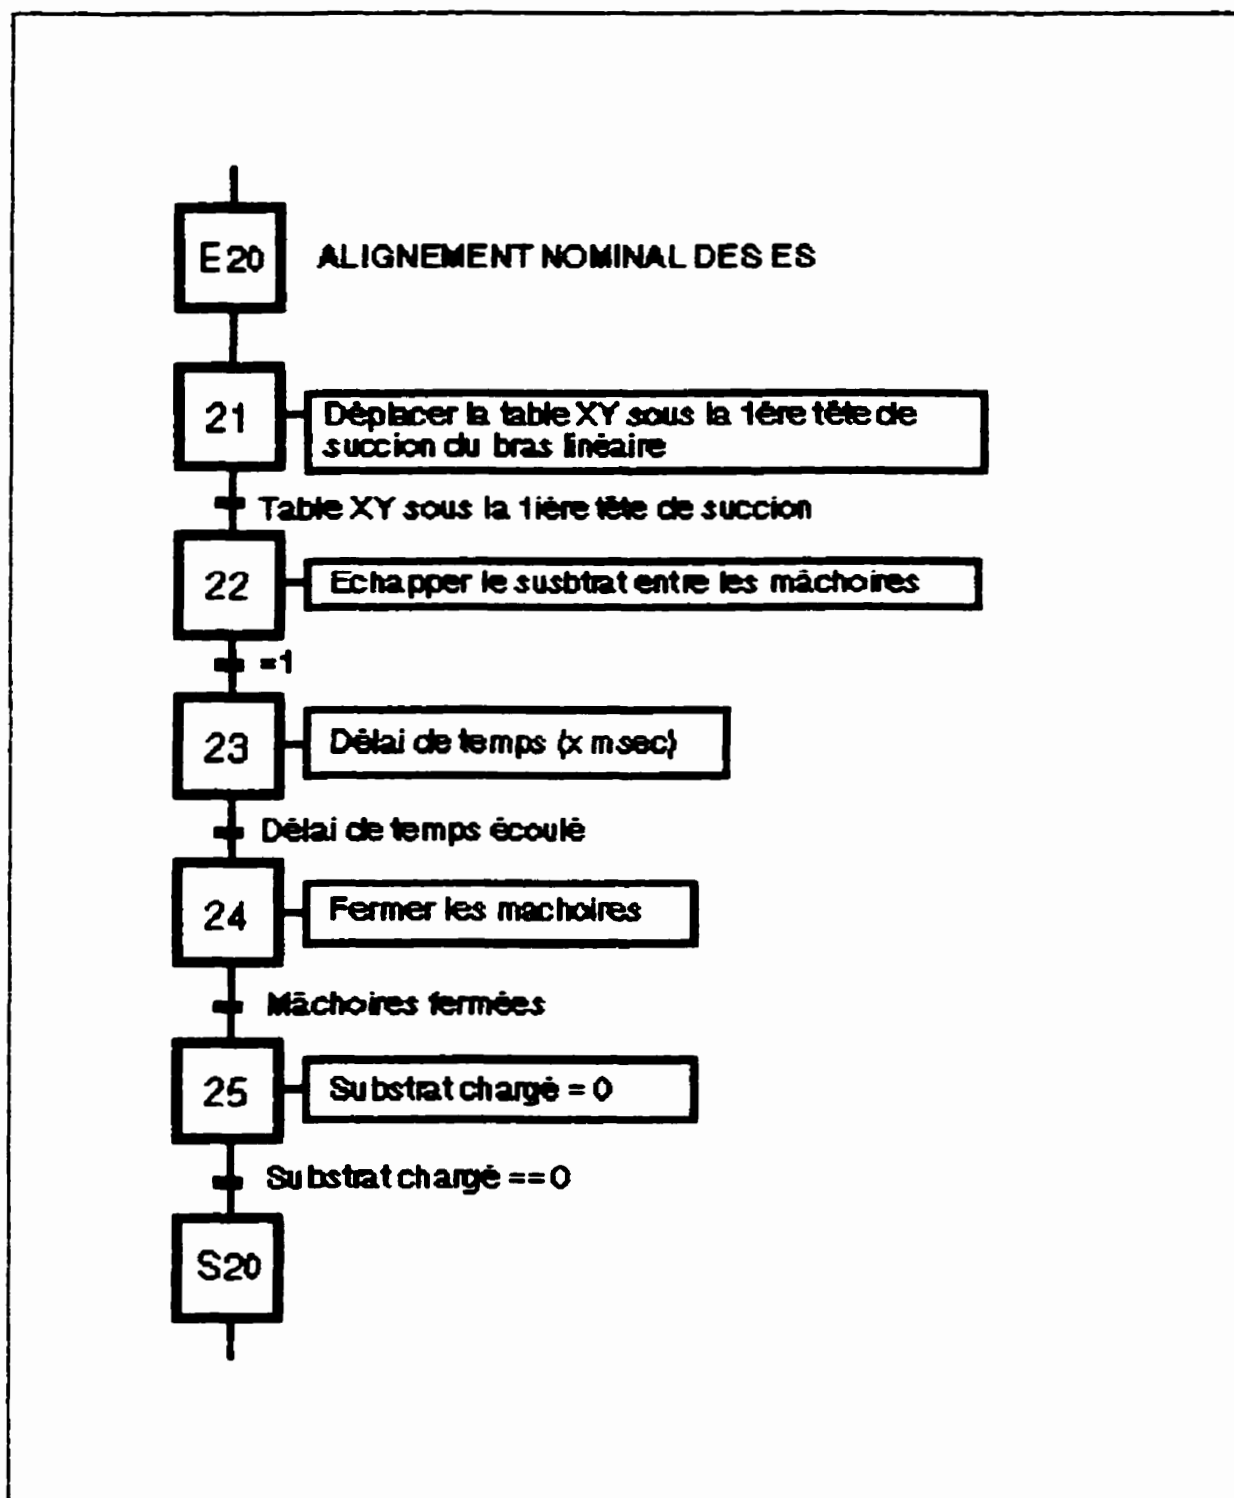 E20 ALIGNEMENT NOMINAL DES ES
21 Déplacer la table XY sous la 1ère tête de
succion du bras linéaire
Table XY sous la 1ière tête de succion
22 Echapper le susbtrat entre les mâchoires
=1
23 Délai de temps (x msec)
Délai de temps écoulé
24 Fermer les machoires
Mâchoires fermées
25 Substrat chargé = 0
Substrat chargé == 0
S20